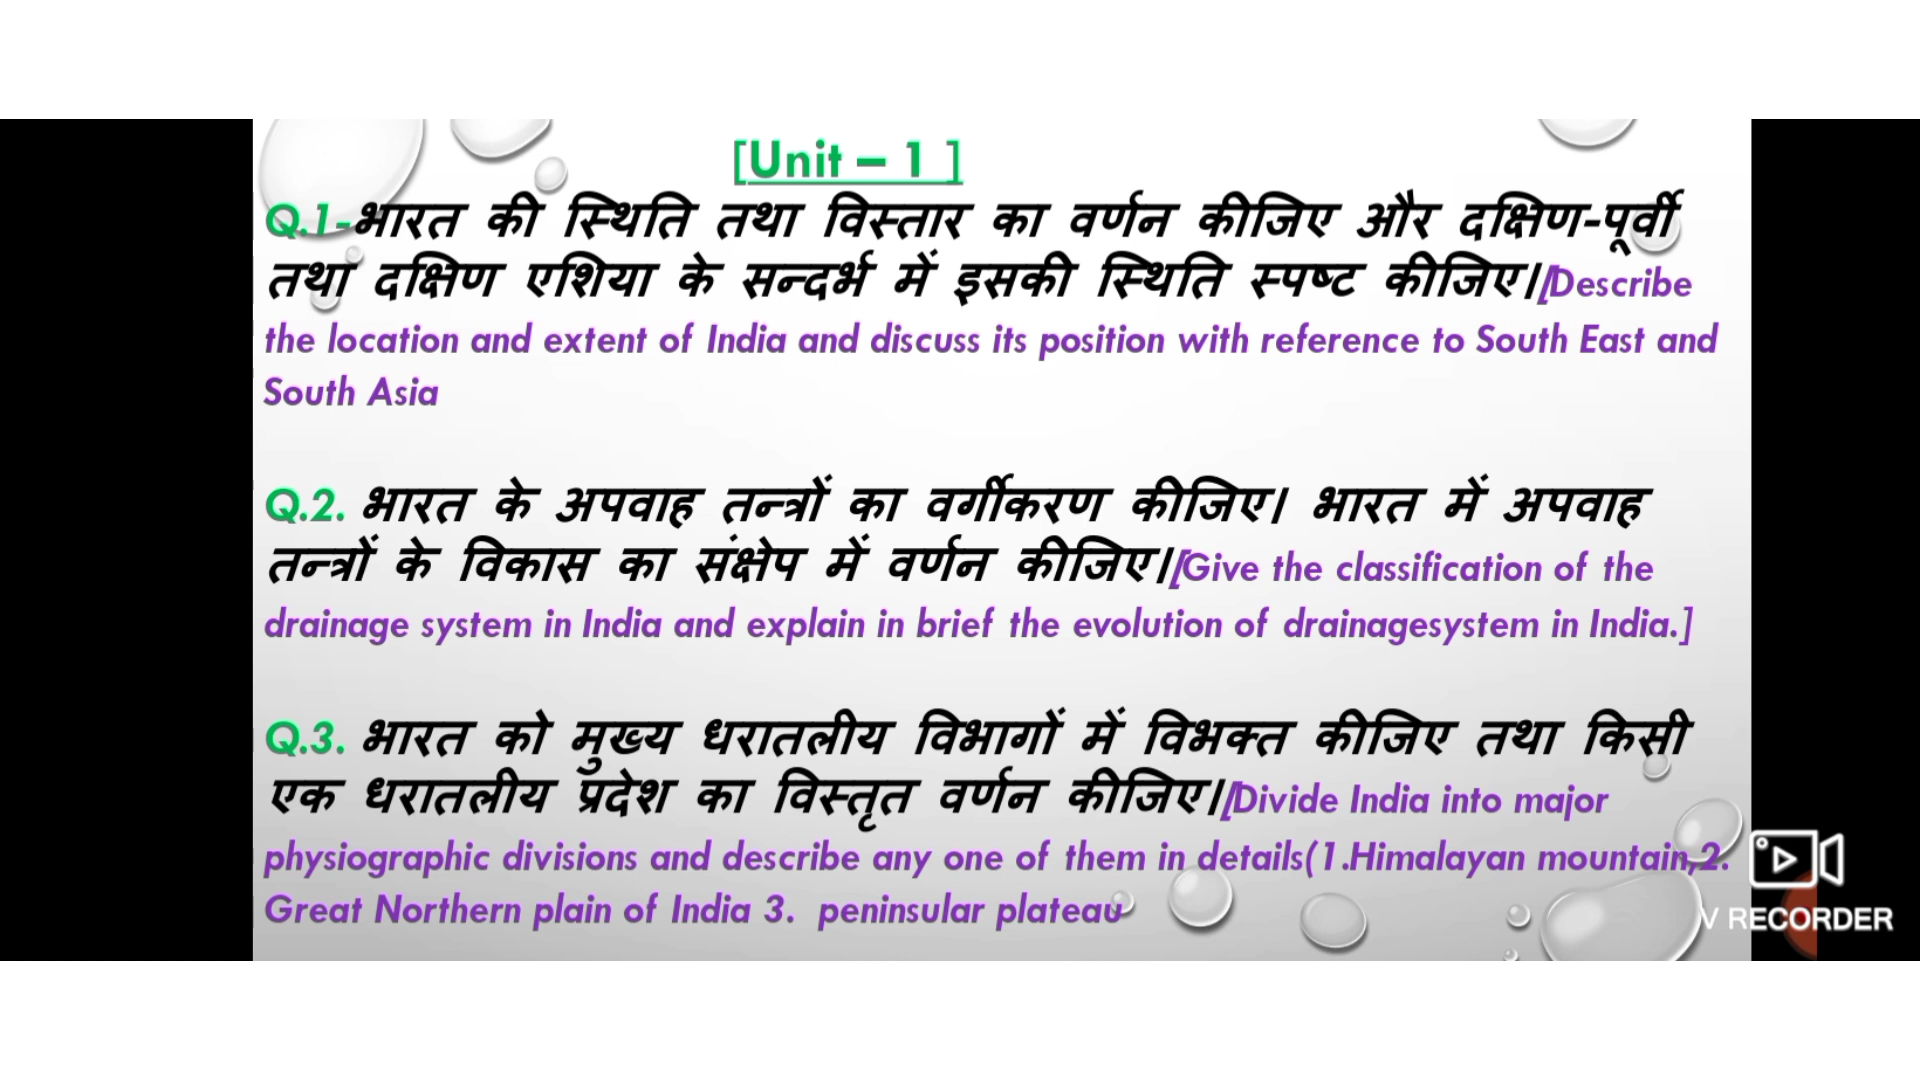 [Unit – 1 ]
Q.1-भारत की स्थिति तथा विस्तार का वर्णन कीजिए और दक्षिण-पूर्वी
तथा दक्षिण एशिया के सन्दर्भ में इसकी स्थिति स्पष्ट कीजिए।[Describe
the location and extent of India and discuss its position with reference to South East and
South Asia
Q.2. भारत के अपवाह तन्त्रों का वर्गीकरण कीजिए। भारत में अपवाह
तन्त्रों के विकास का संक्षेप में वर्णन कीजिए।[Give the classification of the
drainage system in India and explain in brief the evolution of drainagesystem in India.]
Q.3. भारत को मुख्य धरातलीय विभागों में विभक्त कीजिए तथा किसी
एक धरातलीय प्रदेश का विस्तृत वर्णन कीजिए।[Divide India into major
physiographic divisions and describe any one of them in details(1.Himalayan mountain,2.
Great Northern plain of India 3. peninsular plateau
V RECORDER